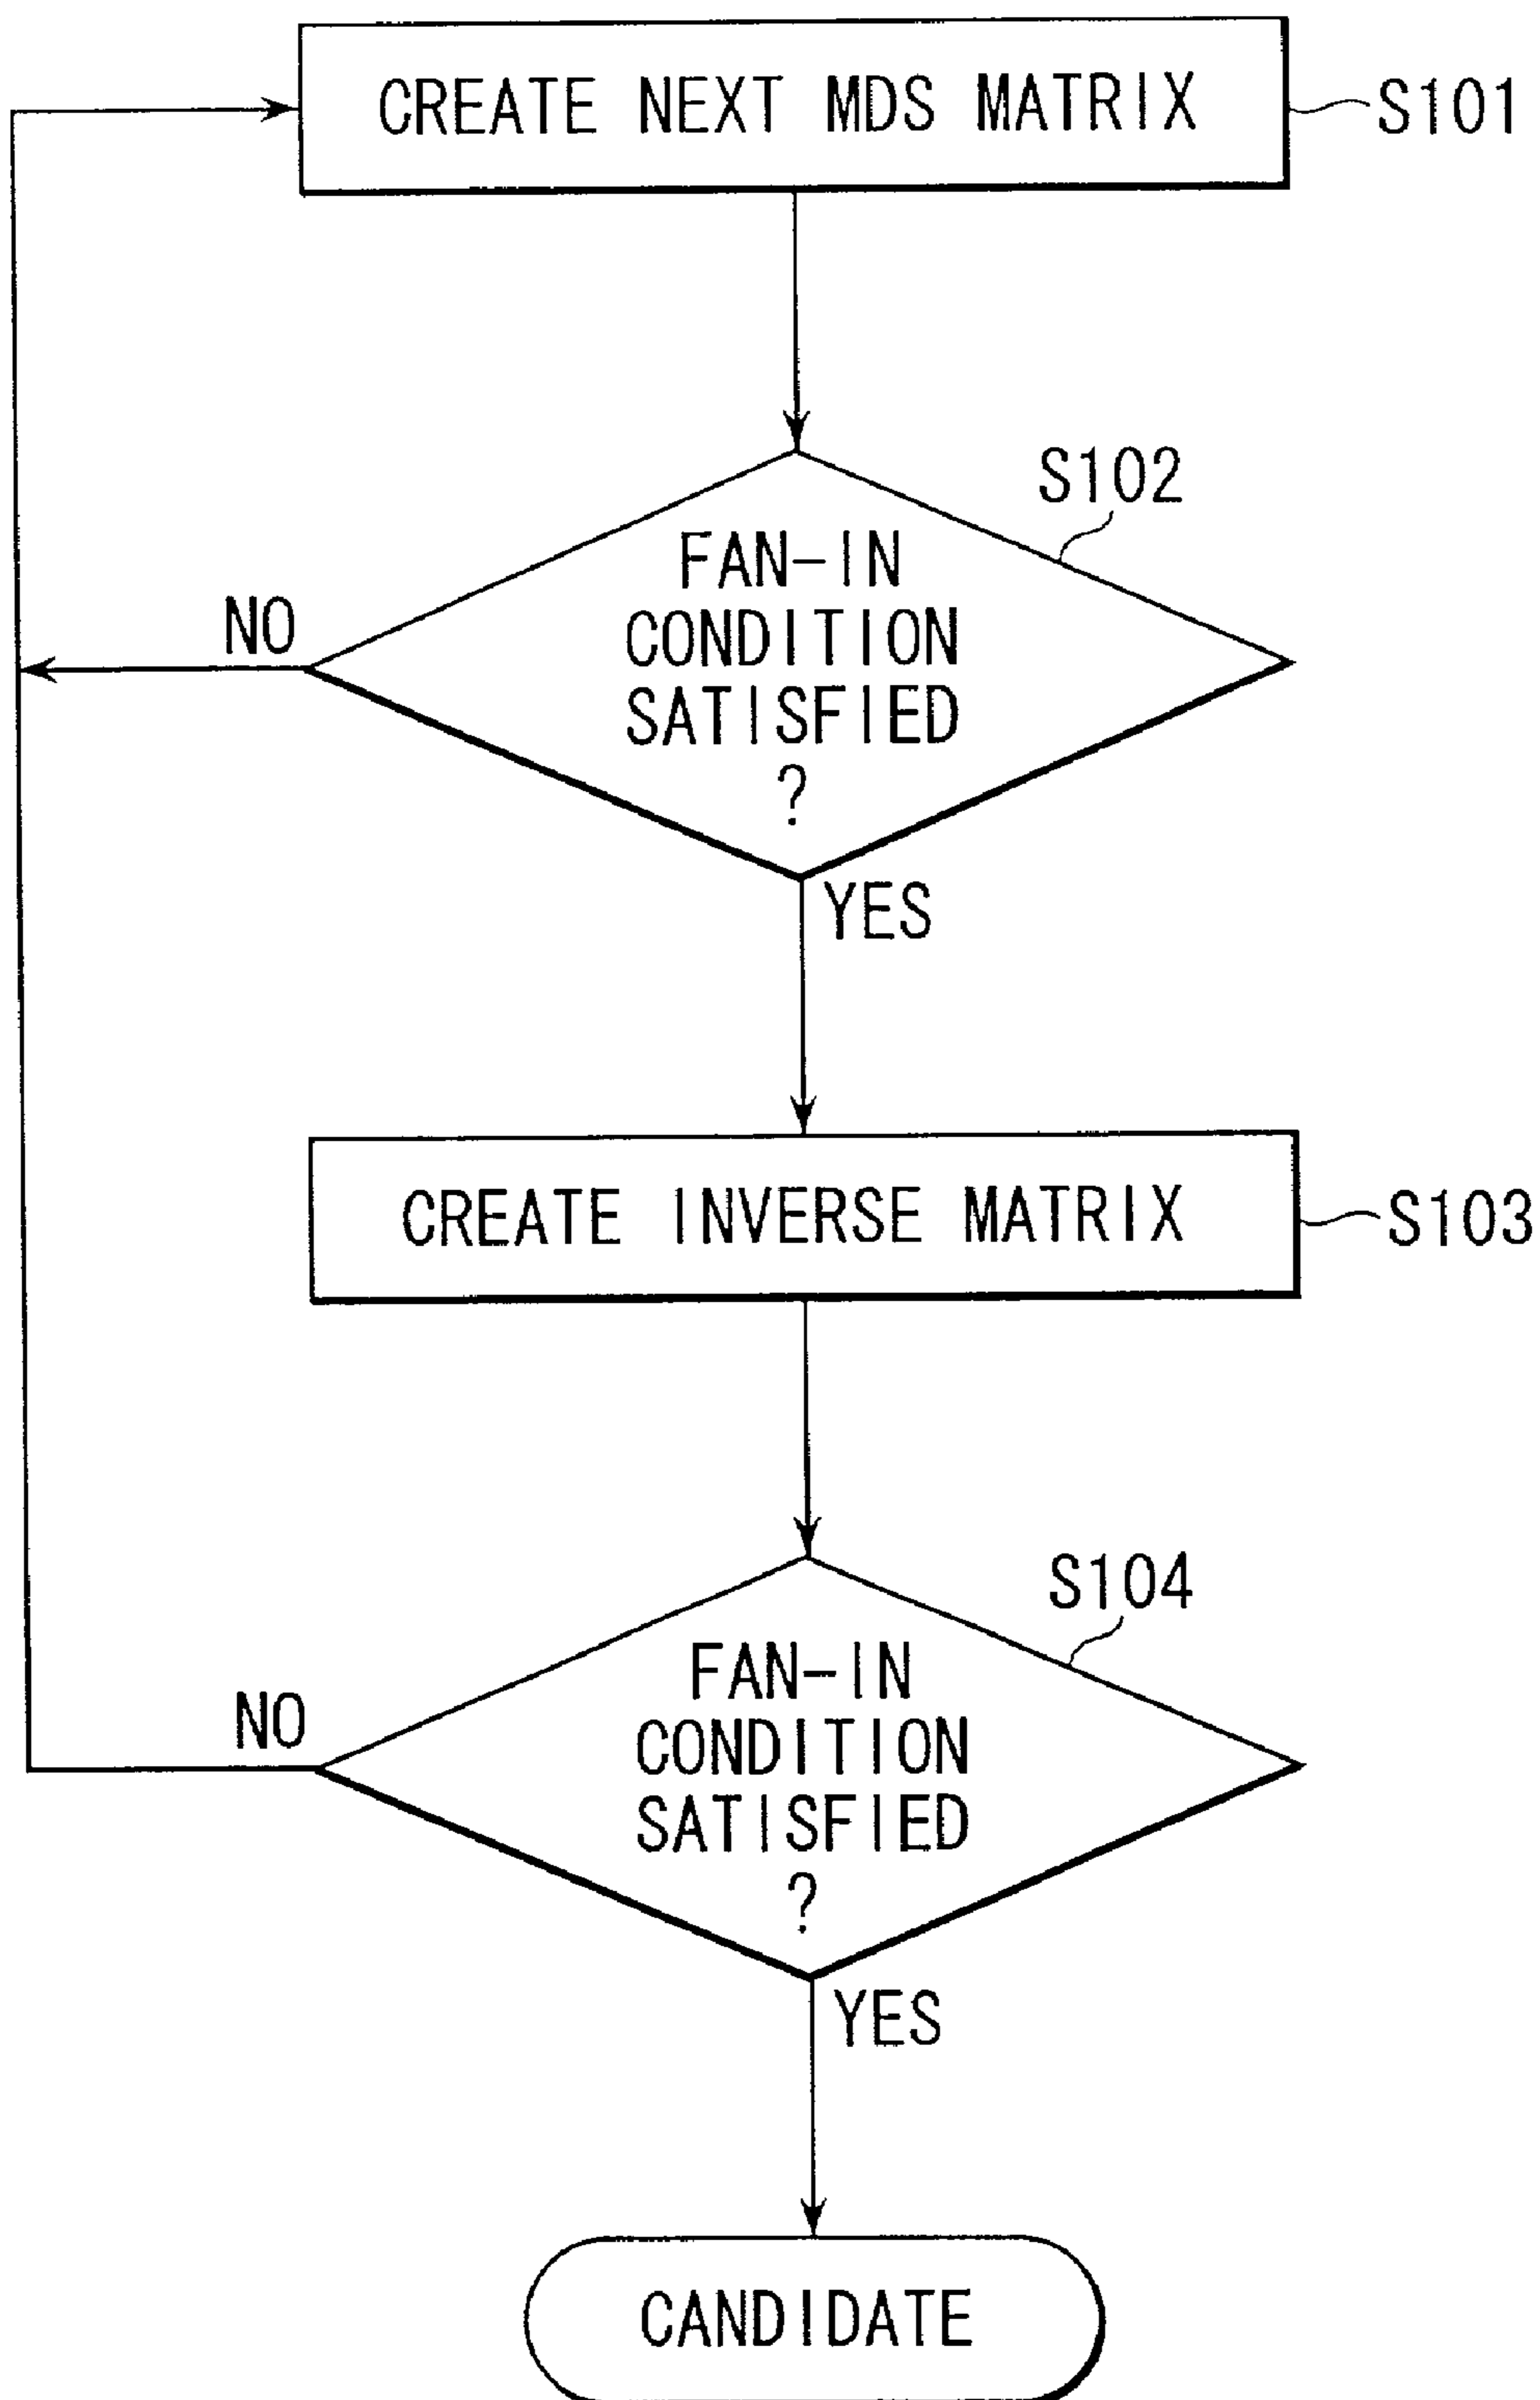 CREATE NEXT MDS MATRIX
S101
S102
FAN-IN
CONDITION
SATISFIED
?
NO
YES
CREATE INVERSE MATRIX
S103
S104
FAN-IN
CONDITION
SATISFIED
?
NO
YES
CANDIDATE